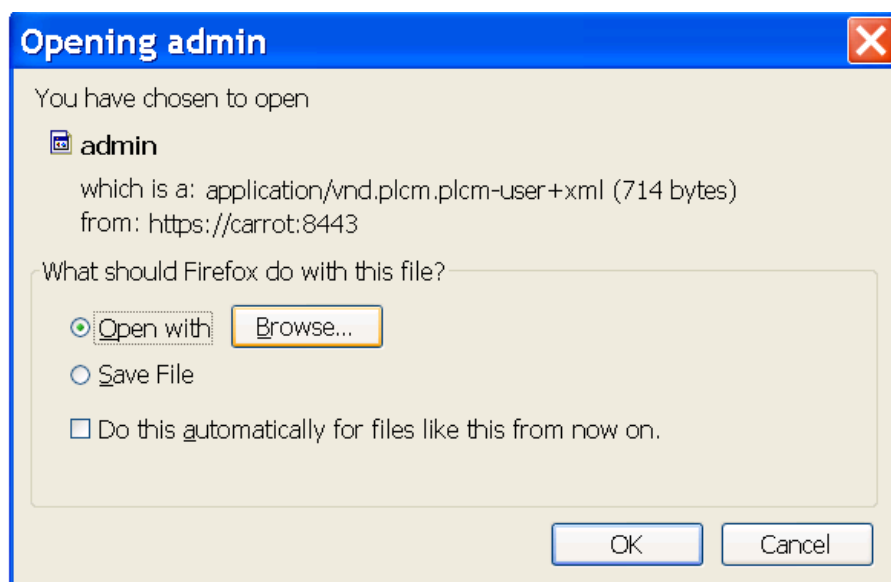 Opening admin
You have chosen to open
admin
which is a: application/vnd.plcm.plcm-user+xml (714 bytes)
from: https://carrot:8443
What should Firefox do with this file?
Open with Browse...
Save File
Do this automatically for files like this from now on.
OK Cancel